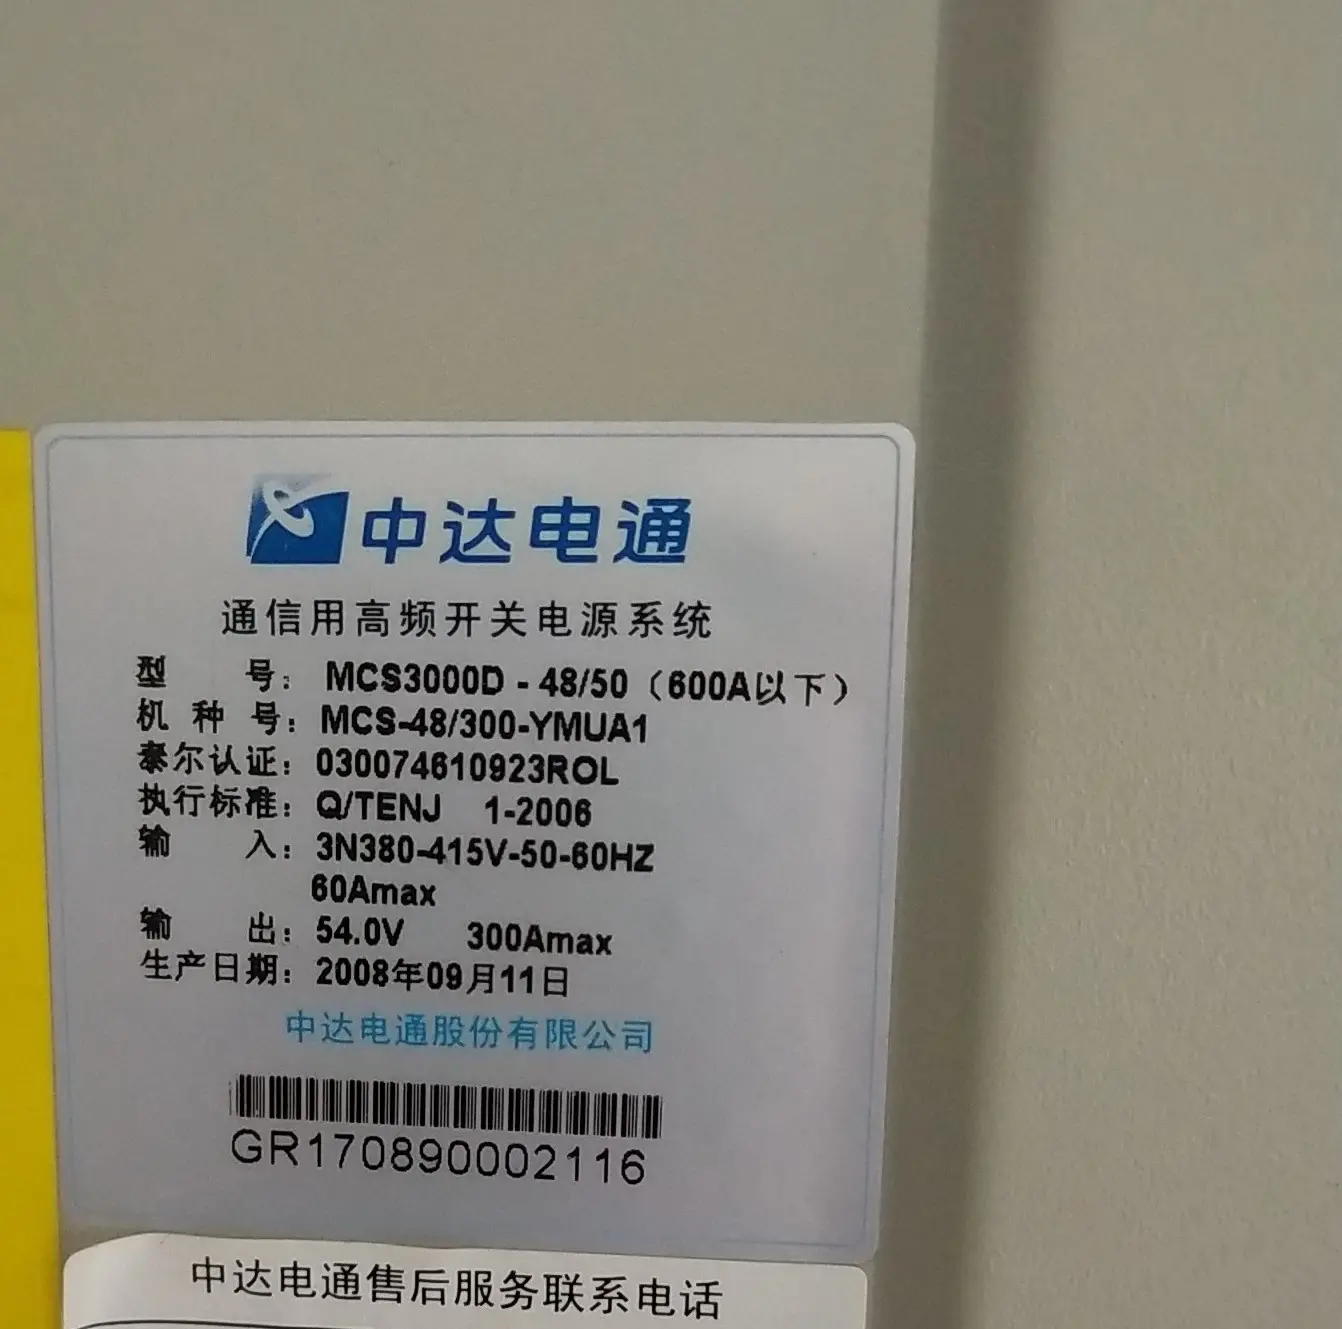 中达电通
通信用高频开关电源系统
型 号： MCS3000D - 48/50（600A以下）
机 种 号：MCS-48/300-YMUA1
泰尔认证：030074610923ROL
执行标准：Q/TENJ 1-2006
输 入：3N380-415V-50-60HZ
60Amax
输 出：54.0V 300Amax
生产日期：2008年09月11日
中达电通股份有限公司
GR170890002116
中达电通售后服务联系电话